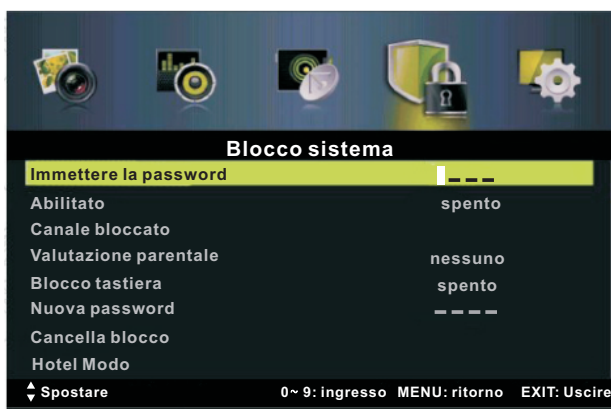 Blocco sistema
Immettere la password _ _ _
Abilitato spento
Canale bloccato
Valutazione parentale nessuno
Blocco tastiera spento
Nuova password _ _ _ _
Cancella blocco
Hotel Modo
Spostare 0~ 9: ingresso MENU: ritorno EXIT: Uscire